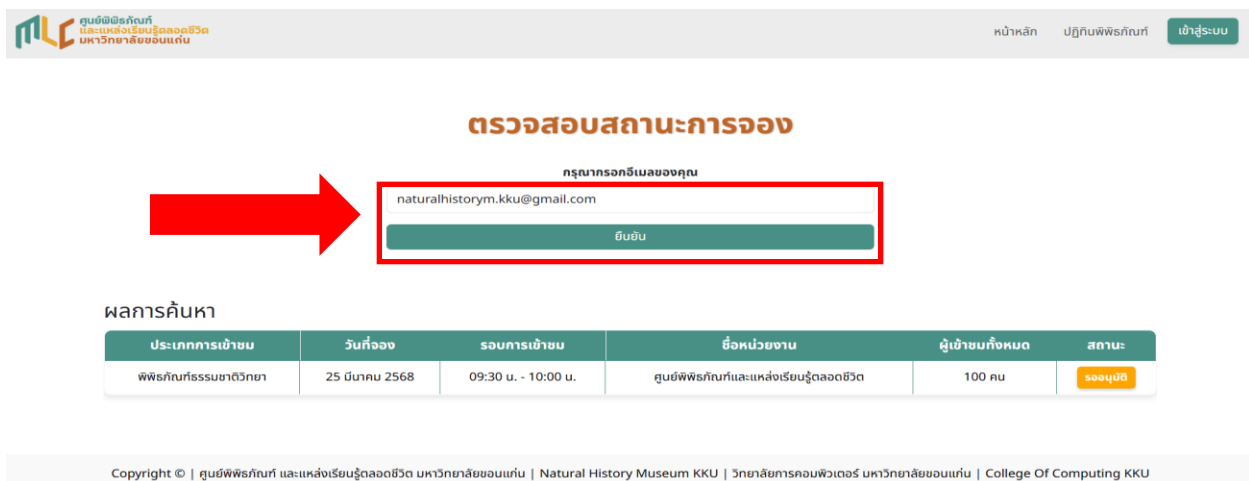 MLC
ศูนย์พิพิธภัณฑ์
และแหล่งเรียนรู้ตลอดชีวิต
มหาวิทยาลัยขอนแก่น
หน้าหลัก ปฏิทินพิพิธภัณฑ์ เข้าสู่ระบบ
ตรวจสอบสถานะการจอง
กรุณากรอกอีเมลของคุณ
naturalhistorym.kku@gmail.com
ยืนยัน
ผลการค้นหา
ประเภทการเข้าชม วันที่จอง รอบการเข้าชม ชื่อหน่วยงาน ผู้เข้าชมทั้งหมด สถานะ
พิพิธภัณฑ์ธรรมชาติวิทยา 25 มีนาคม 2568 09:30 น. - 10:00 น. ศูนย์พิพิธภัณฑ์และแหล่งเรียนรู้ตลอดชีวิต 100 คน รออนุมัติ
Copyright © | ศูนย์พิพิธภัณฑ์ และแหล่งเรียนรู้ตลอดชีวิต มหาวิทยาลัยขอนแก่น | Natural History Museum KKU | วิทยาลัยการคอมพิวเตอร์ มหาวิทยาลัยขอนแก่น | College Of Computing KKU